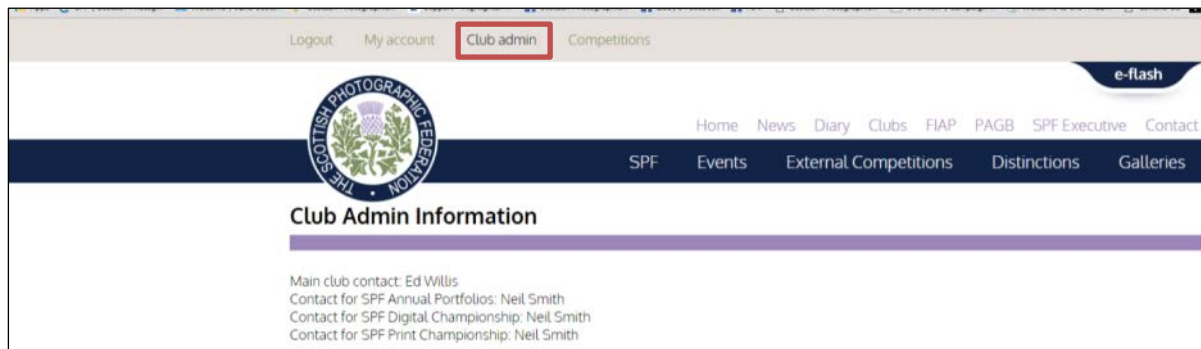 Logout My account Club admin Competitions
e-flash
THE SCOTTISH PHOTOGRAPHIC FEDERATION
Home News Diary Clubs FIAP PAGB SPF Executive Contact
SPF Events External Competitions Distinctions Galleries
Club Admin Information
Main club contact: Ed Willis
Contact for SPF Annual Portfolios: Neil Smith
Contact for SPF Digital Championship: Neil Smith
Contact for SPF Print Championship: Neil Smith